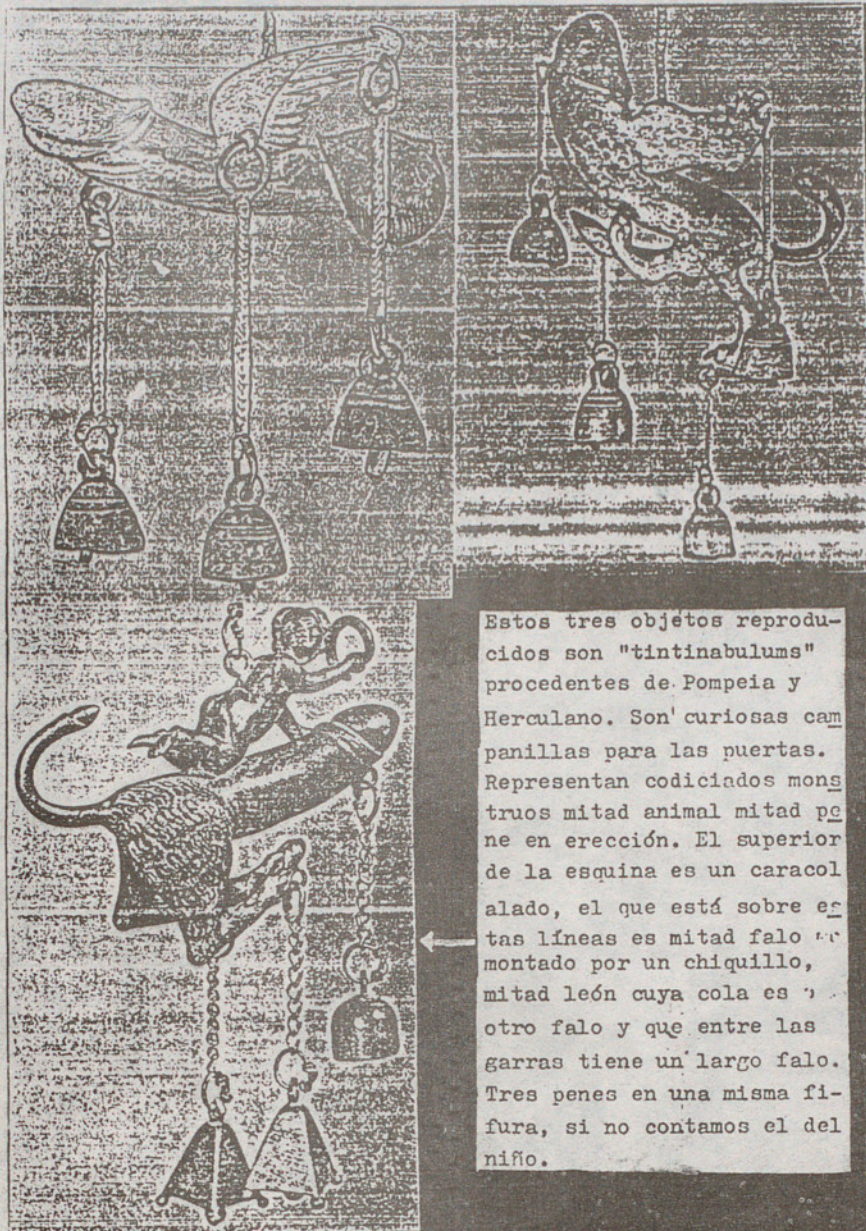 Estos tres objetos reprodu-
cidos son "tintinabulums"
procedentes de Pompeia y
Herculano. Son curiosas cam
panillas para las puertas.
Representan codiciados mons
truos mitad animal mitad pe
ne en erección. El superior
de la esquina es un caracol
alado, el que está sobre es
tas líneas es mitad falo
montado por un chiquillo,
mitad león cuya cola es
otro falo y que entre las
garras tiene un largo falo.
Tres penes en una misma fi-
fura, si no contamos el del
niño.